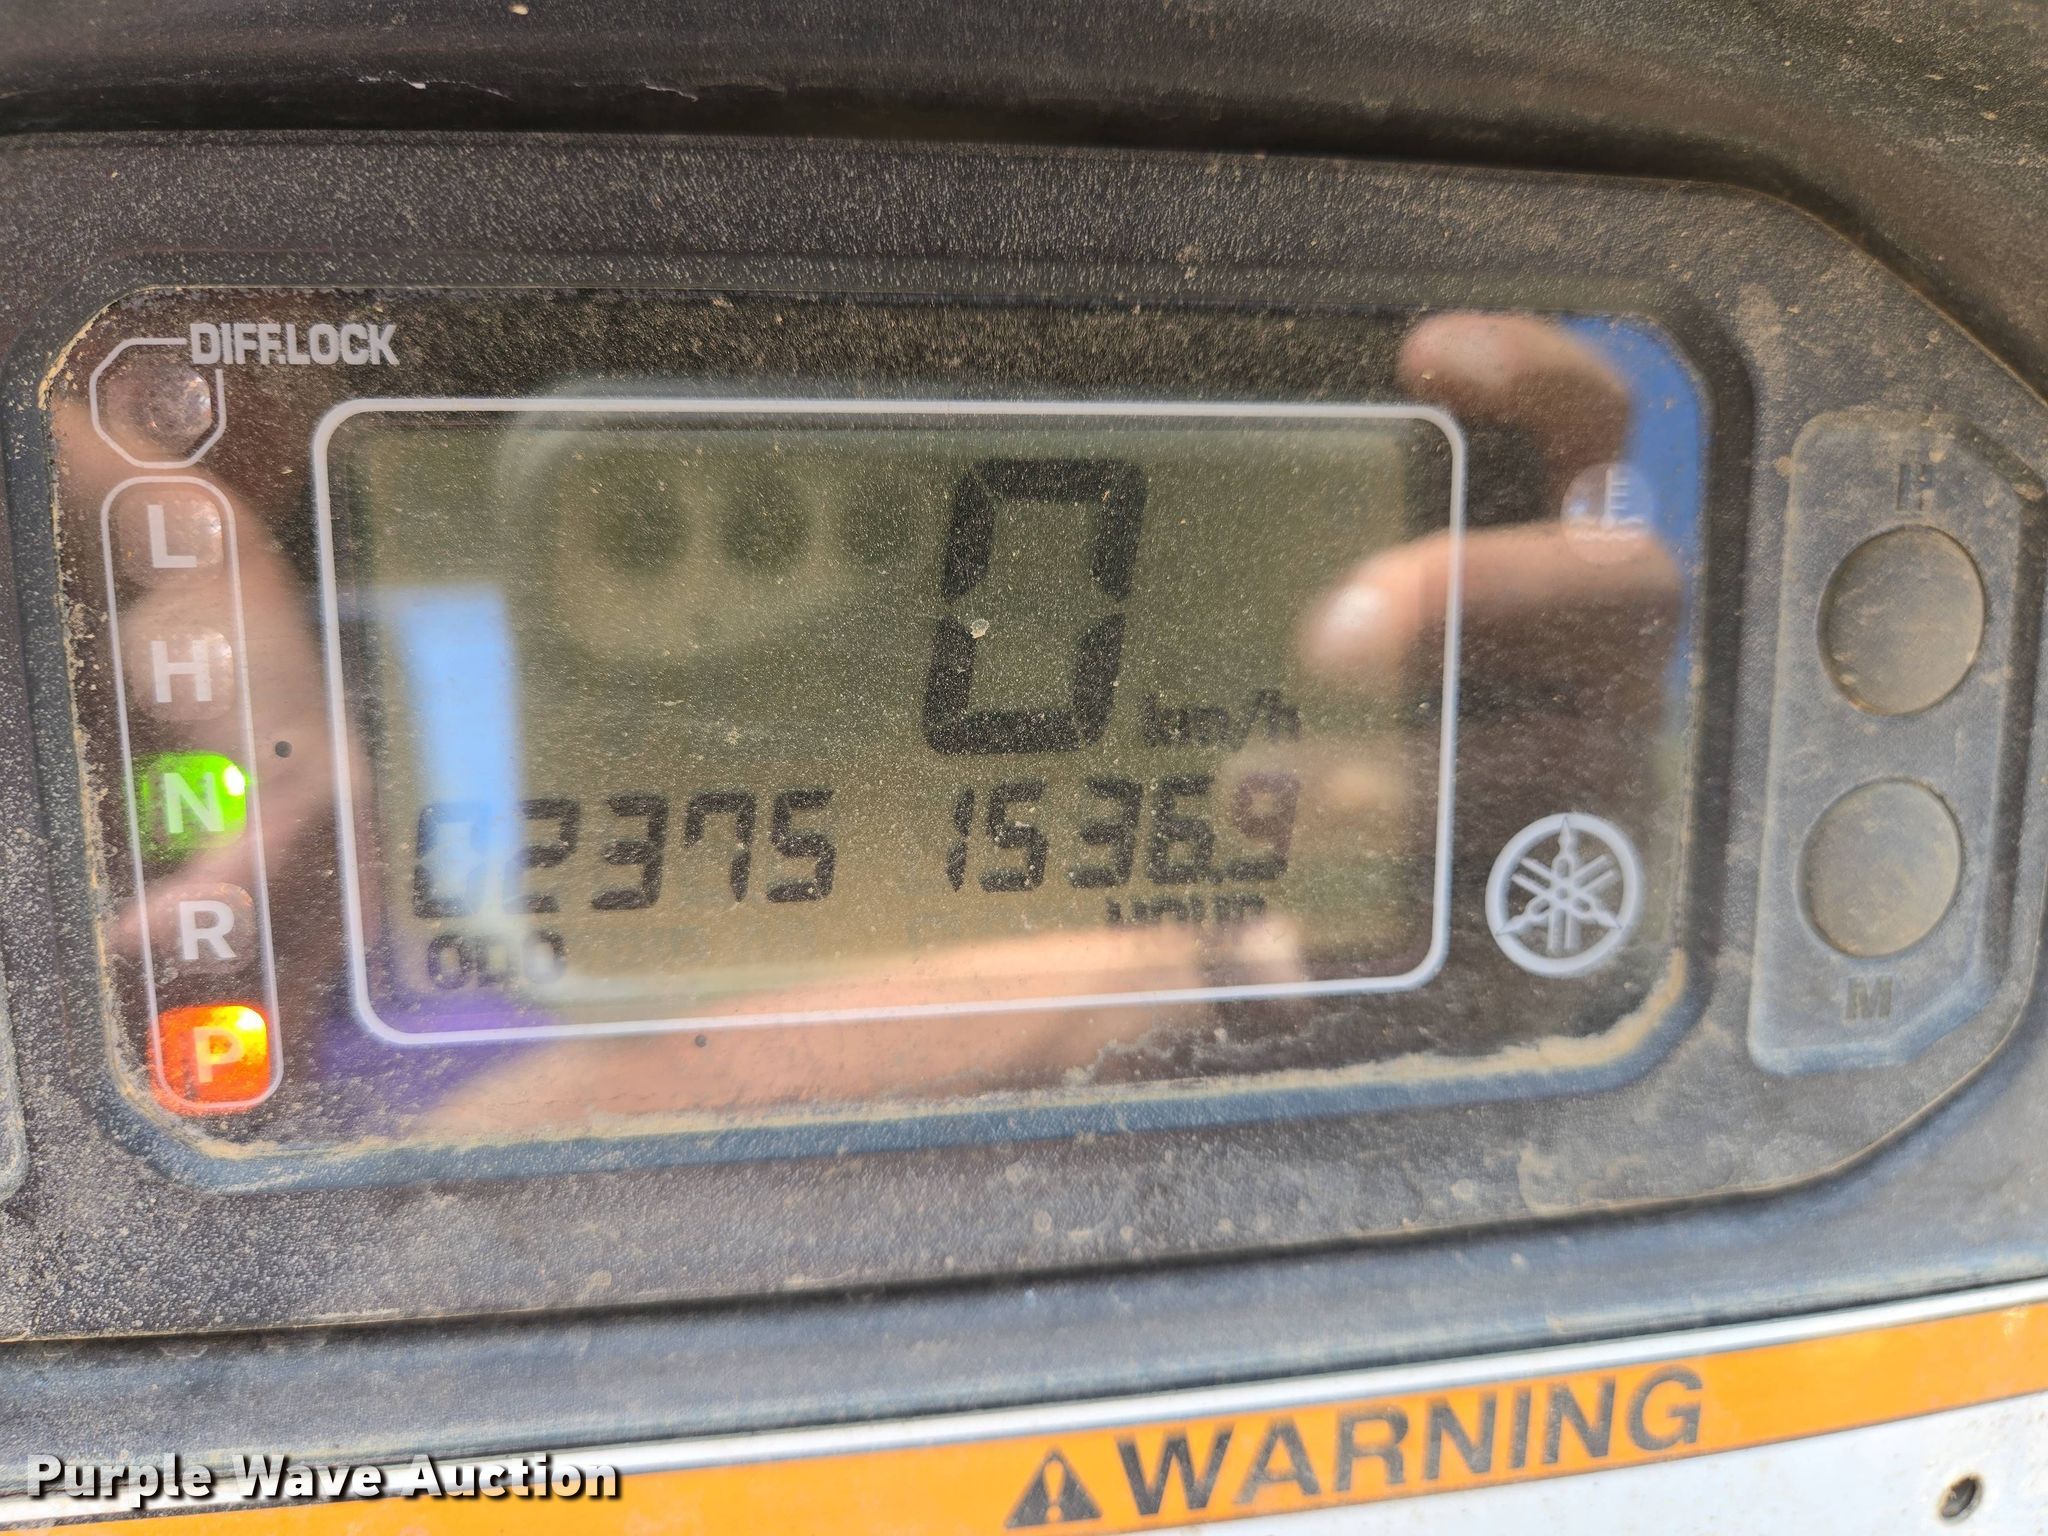 DIFF.LOCK
L
H
N
R
P
0 km/h
02375 1536.9
ODO HOUR
H
M
WARNING
Purple Wave Auction